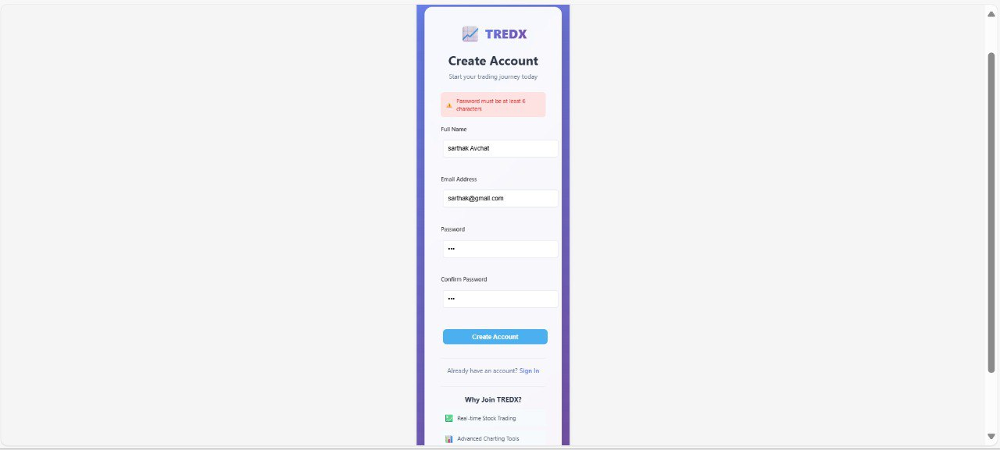 TREDX
Create Account
Start your trading journey today
Password must be at least 6
characters
Full Name
sarthak Avchat
Email Address
sarthak@gmail.com
Password
•••
Confirm Password
•••
Create Account
Already have an account? Sign In
Why Join TREDX?
Real-time Stock Trading
Advanced Charting Tools